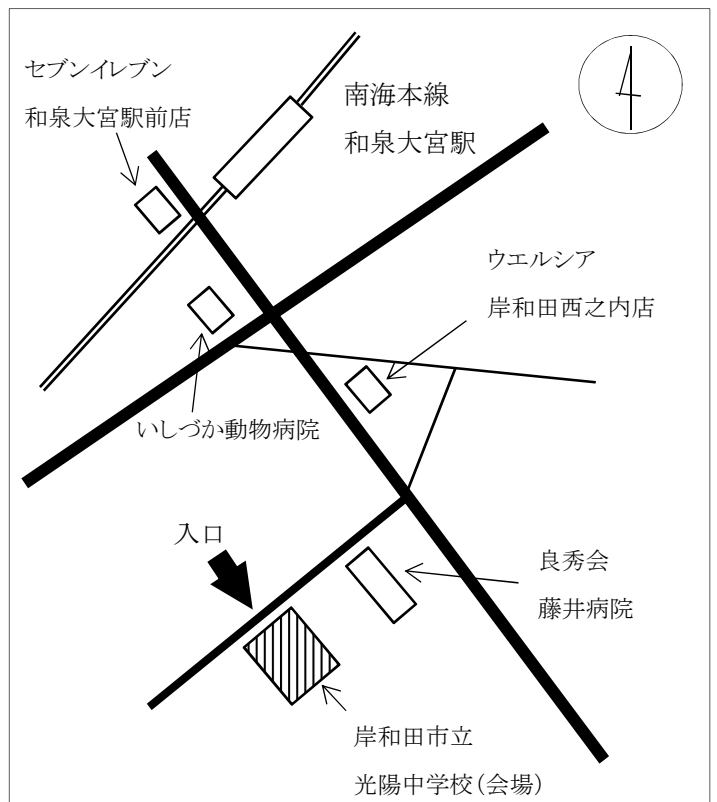 セブンイレブン
和泉大宮駅前店
南海本線
和泉大宮駅
ウエルシア
岸和田西之内店
いしづか動物病院
入口
良秀会
藤井病院
岸和田市立
光陽中学校(会場)